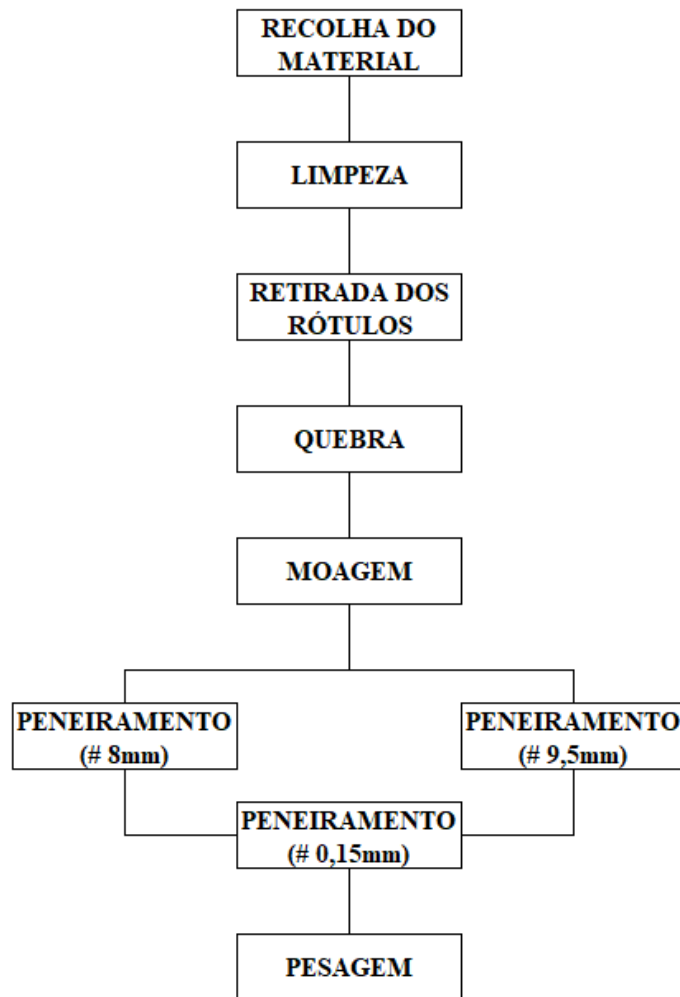 RECOLHA DO
MATERIAL
LIMPEZA
RETIRADA DOS
RÓTULOS
QUEBRA
MOAGEM
PENEIRAMENTO
(# 8mm)
PENEIRAMENTO
(# 9,5mm)
PENEIRAMENTO
(# 0,15mm)
PESAGEM